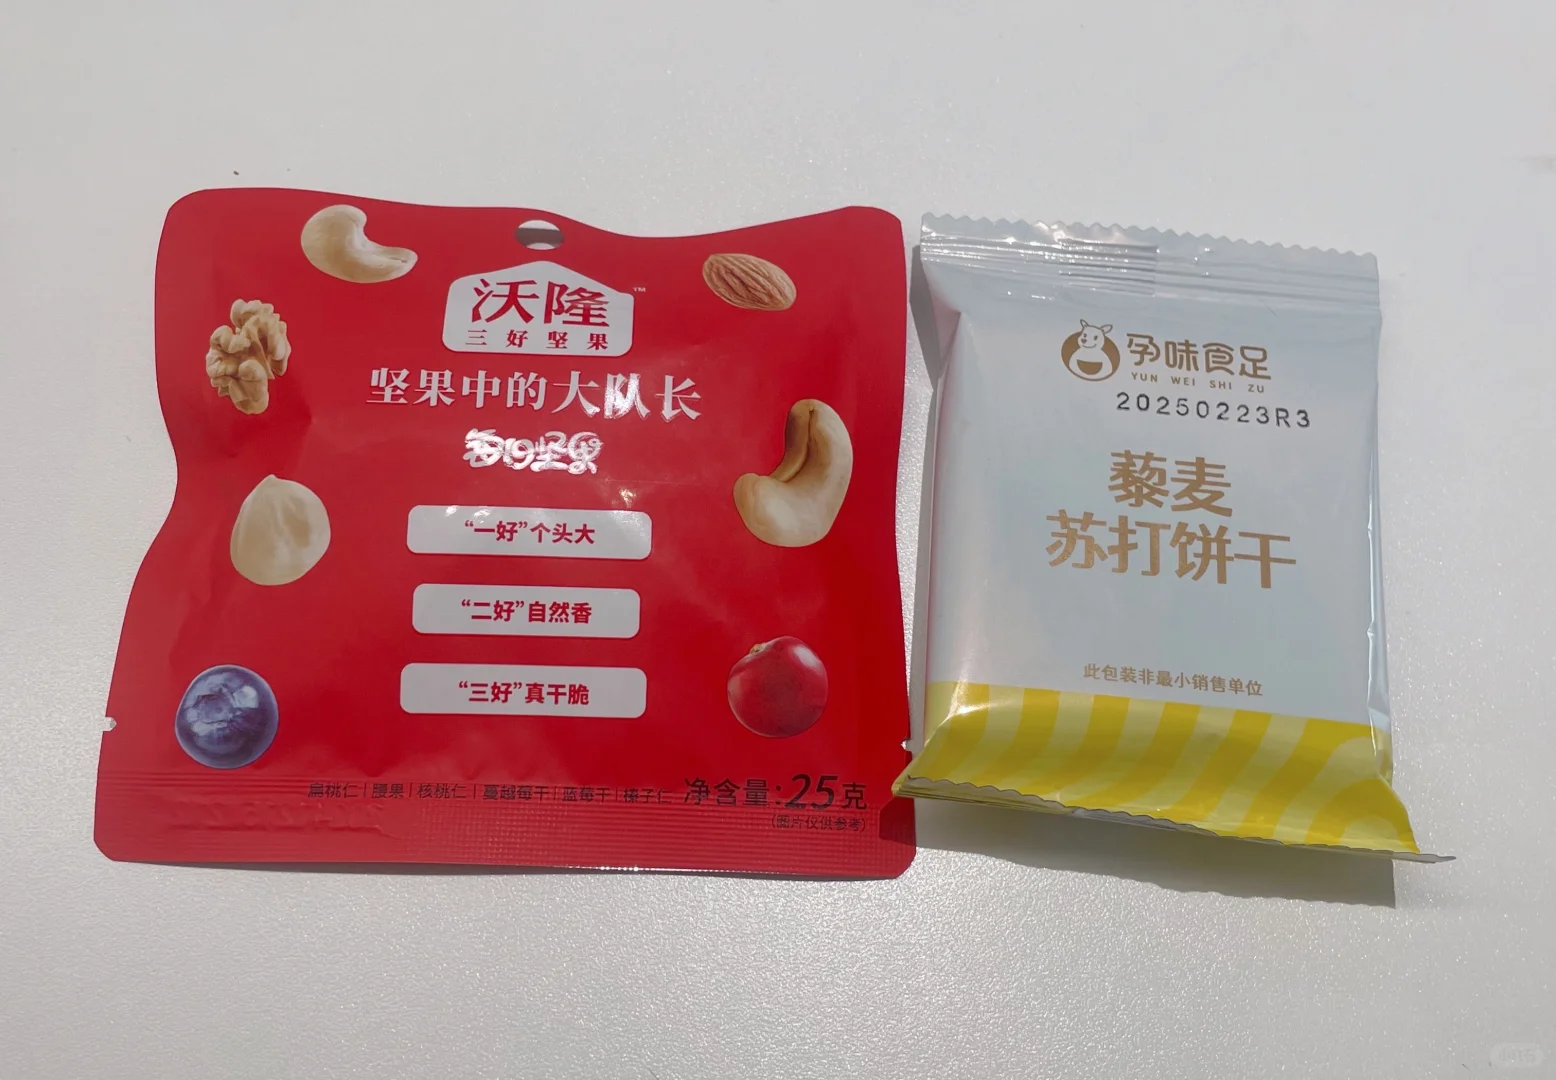 沃隆™
三好坚果
坚果中的大队长
每日坚果
“一好”个头大
“二好”自然香
“三好”真干脆
扁桃仁|腰果|核桃仁|蔓越莓干|蓝莓干|榛子仁 净含量:25克
(图片仅供参考)
孕味食足
YUN WEI SHI ZU
20250223R3
藜麦
苏打饼干
此包装非最小销售单位